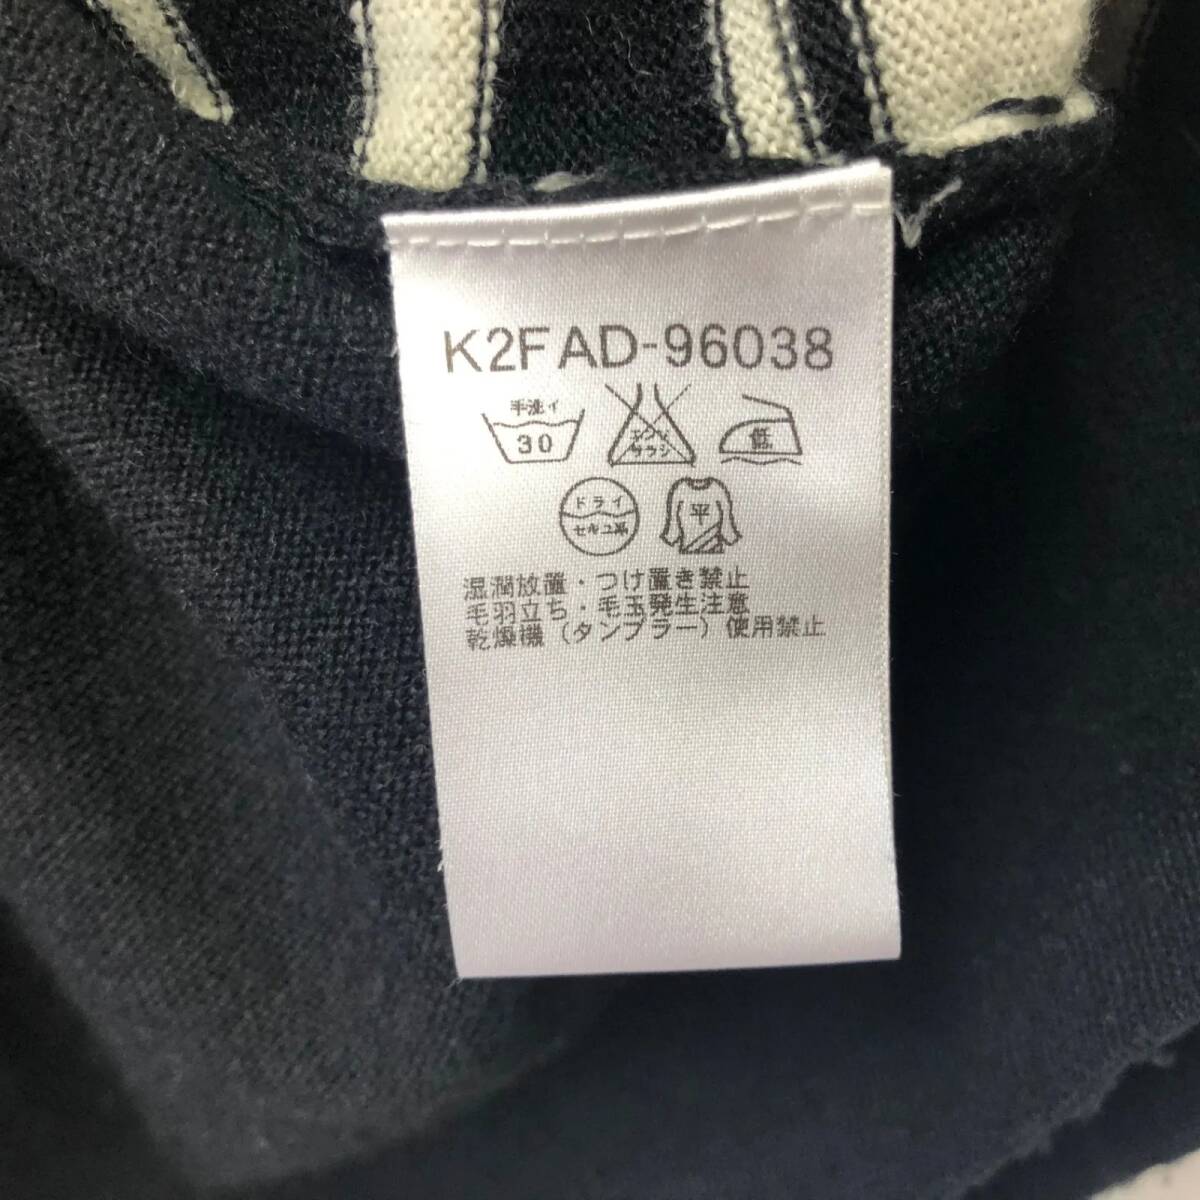 K2FAD-96038
手洗イ
30
エンソ
サラシ
低
ドライ
セキユ系
平
湿潤放置・つけ置き禁止
毛羽立ち・毛玉発生注意
乾燥機（タンブラー）使用禁止